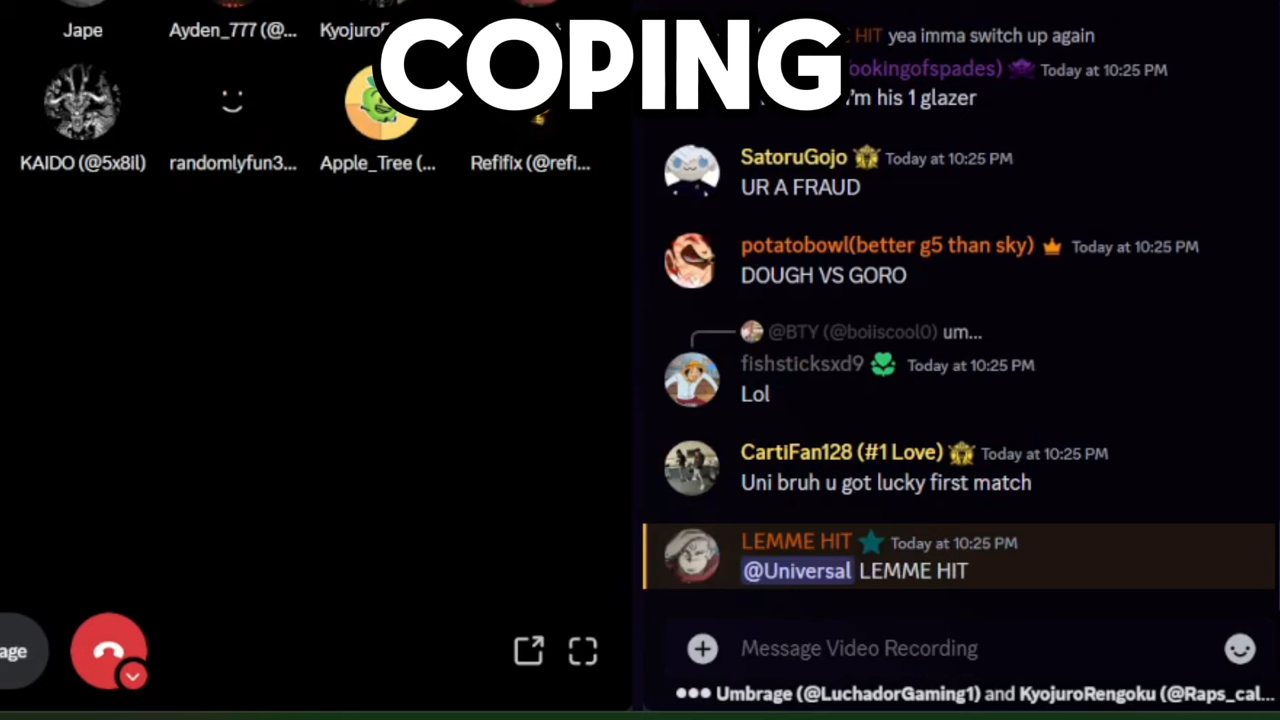 COPING
Jape
Ayden_777 (@...
KAIDO (@5x8il)
randomlyfun3...
Apple_Tree (...
Refifix (@refi...
HIT yea imma switch up again
ookingofspades) Today at 10:25 PM
I'm his 1 glazer
SatoruGojo Today at 10:25 PM
UR A FRAUD
potatobowl(better g5 than sky) Today at 10:25 PM
DOUGH VS GORO
@BTY (@boiiscool0) um...
fishsticksxd9 Today at 10:25 PM
Lol
CartiFan128 (#1 Love) Today at 10:25 PM
Uni bruh u got lucky first match
LEMME HIT Today at 10:25 PM
@Universal LEMME HIT
age
Message Video Recording
Umbrage (@LuchadorGaming1) and KyojuroRengoku (@Raps_cal...